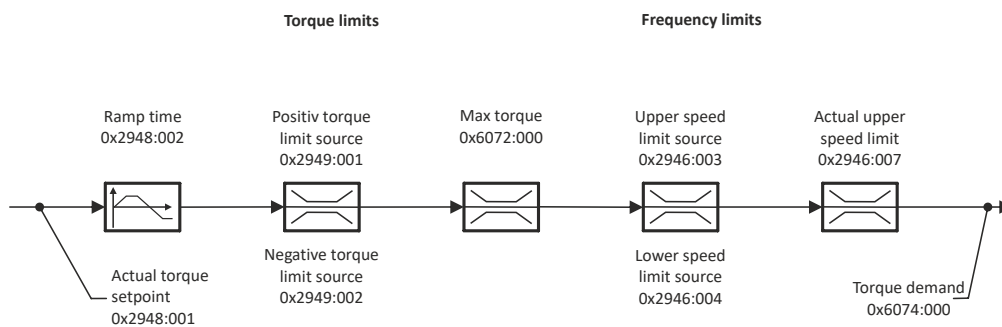 Torque limits
Frequency limits
Ramp time
0x2948:002
Positiv torque
limit source
0x2949:001
Max torque
0x6072:000
Upper speed
limit source
0x2946:003
Actual upper
speed limit
0x2946:007
Actual torque
setpoint
0x2948:001
Negative torque
limit source
0x2949:002
Lower speed
limit source
0x2946:004
Torque demand
0x6074:000